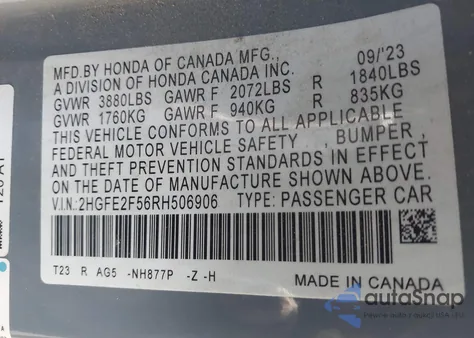 MFD.BY HONDA OF CANADA MFG., 09/'23
A DIVISION OF HONDA CANADA INC.
GVWR 3880LBS GAWR F 2072LBS R 1840LBS
GVWR 1760KG GAWR F 940KG R 835KG
THIS VEHICLE CONFORMS TO ALL APPLICABLE
FEDERAL MOTOR VEHICLE SAFETY , BUMPER ,
AND THEFT PREVENTION STANDARDS IN EFFECT
ON THE DATE OF MANUFACTURE SHOWN ABOVE.
V.I.N.: 2HGFE2F56RH506906 TYPE: PASSENGER CAR
T23 R AG5 -NH877P -Z -H
MADE IN CANADA
autoSnap